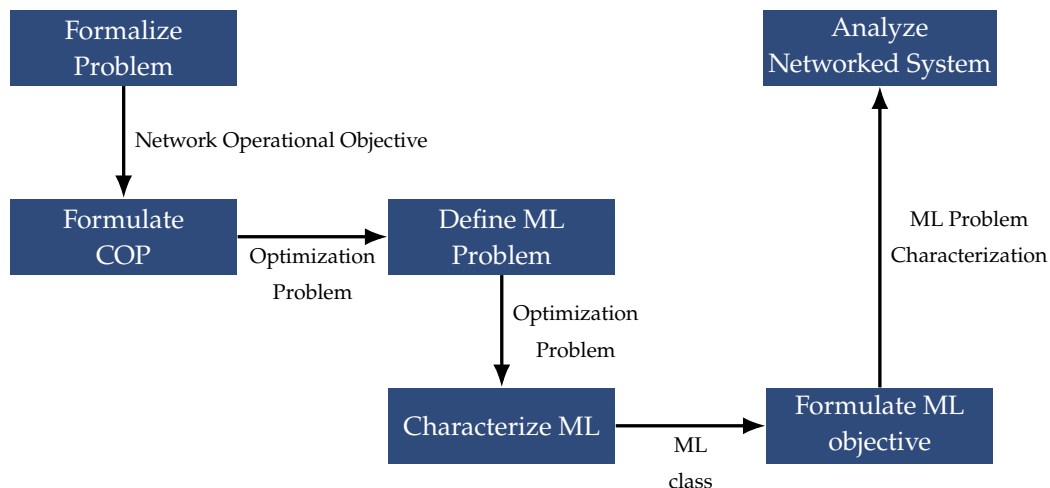 Formalize
Problem
Analyze
Networked System
Network Operational Objective
Formulate
COP
Optimization
Problem
Define ML
Problem
ML Problem
Characterization
Optimization
Problem
Characterize ML
ML
class
Formulate ML
objective